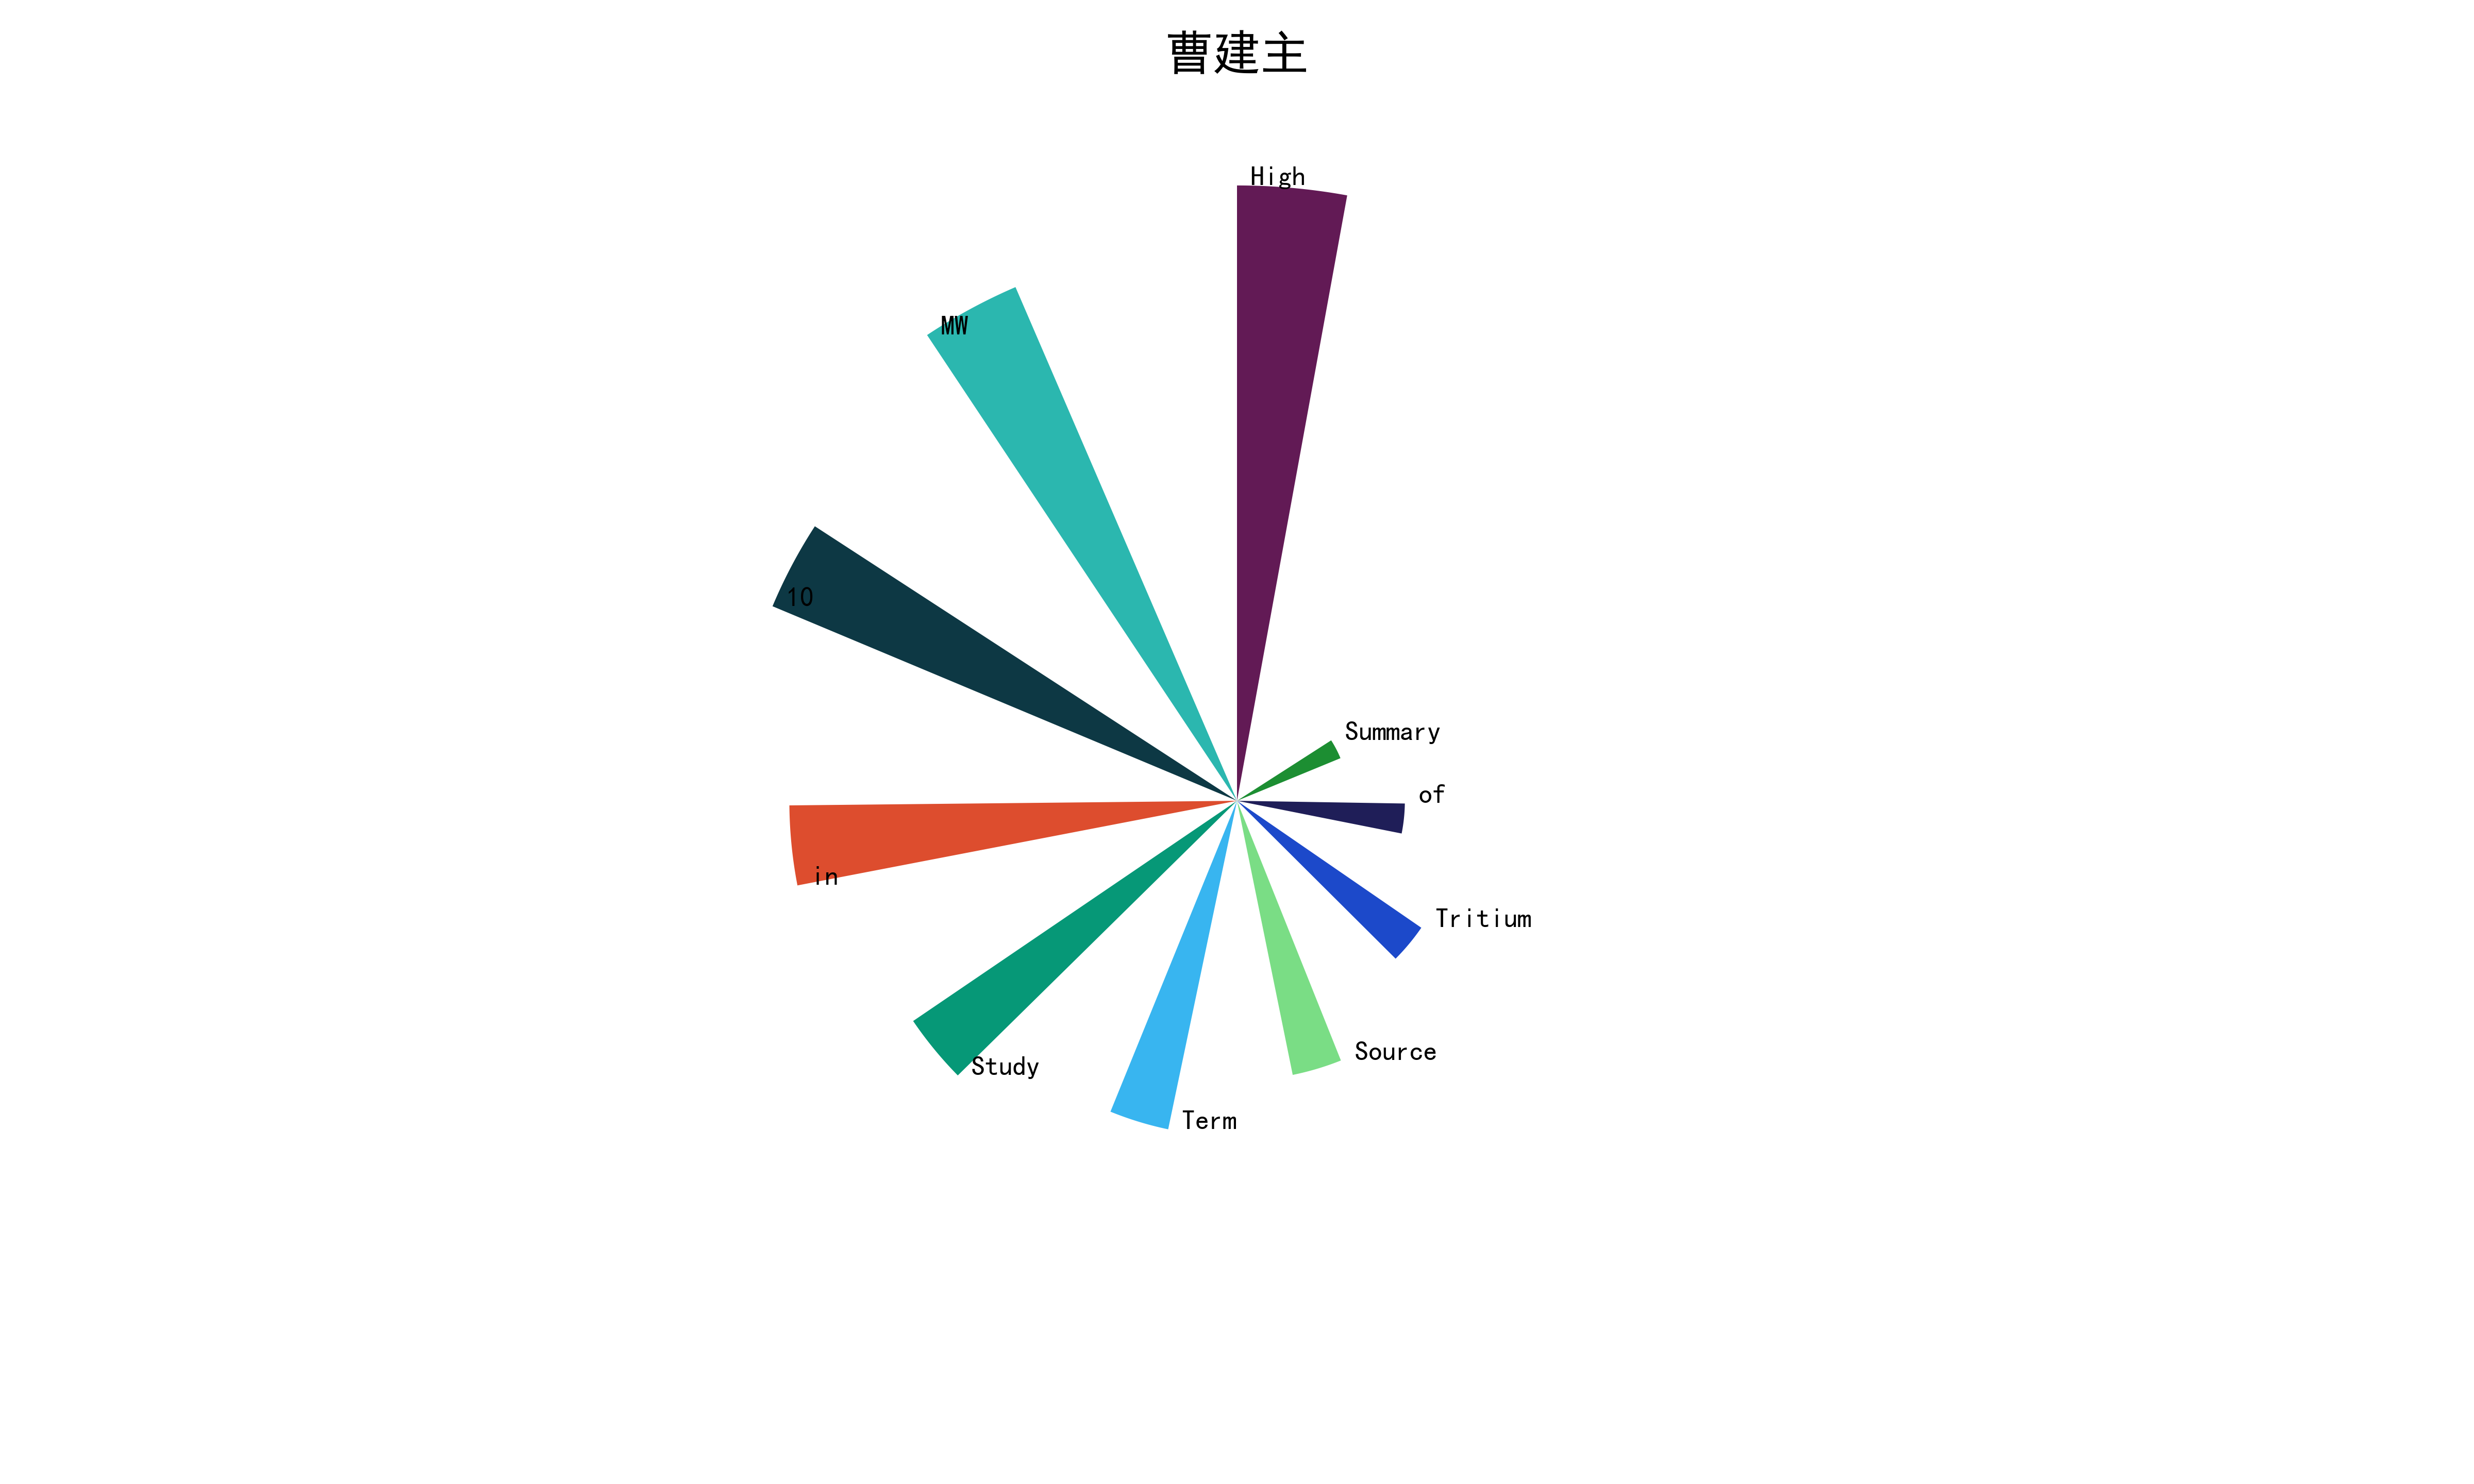 曹建主
High
MW
10
in
Study
Term
Source
Tritium
of
Summary